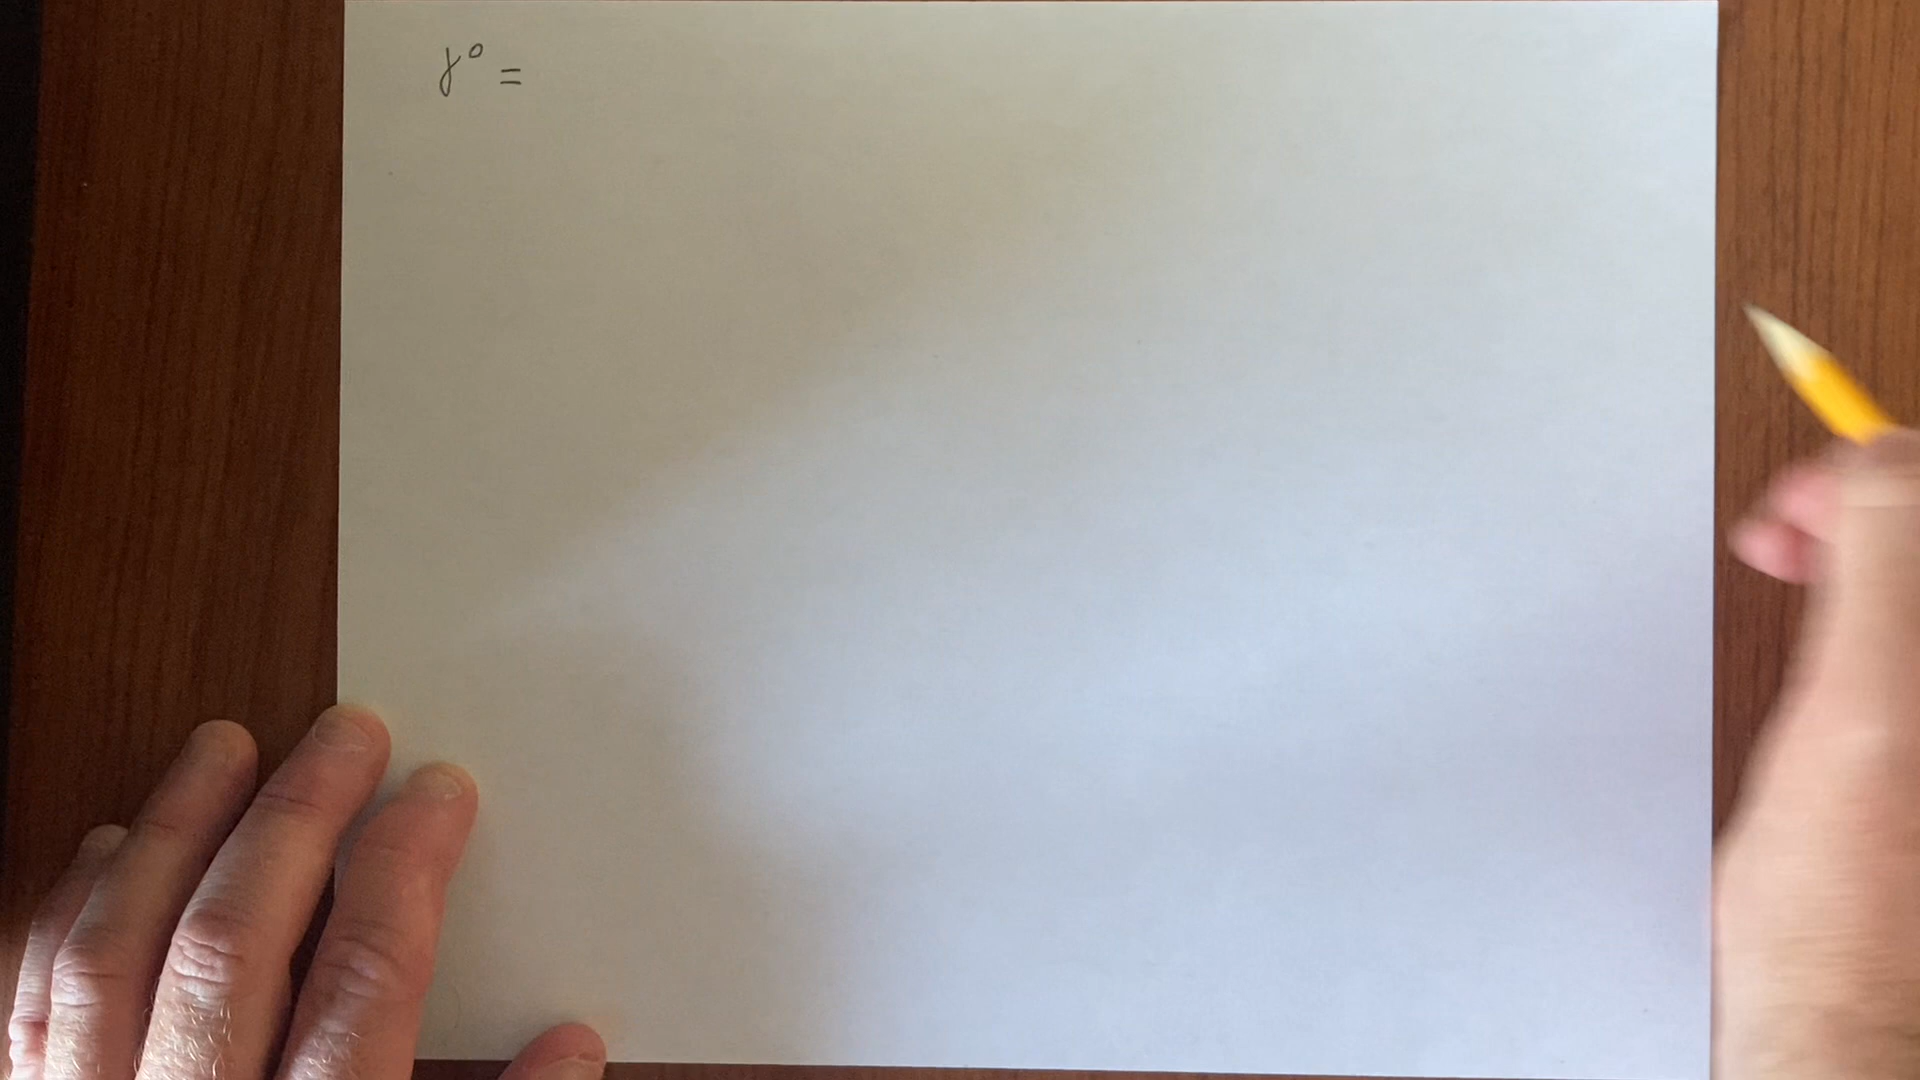 γ⁰ =